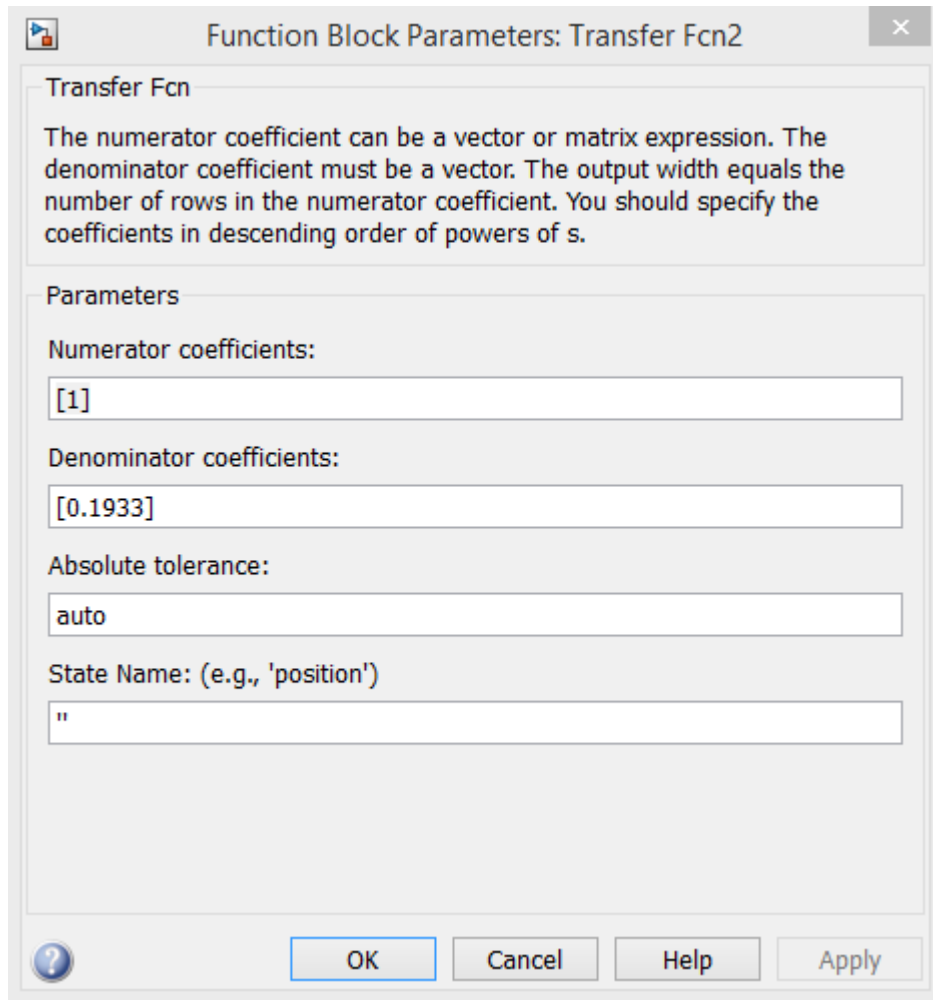 Function Block Parameters: Transfer Fcn2
Transfer Fcn
The numerator coefficient can be a vector or matrix expression. The
denominator coefficient must be a vector. The output width equals the
number of rows in the numerator coefficient. You should specify the
coefficients in descending order of powers of s.
Parameters
Numerator coefficients:
[1]
Denominator coefficients:
[0.1933]
Absolute tolerance:
auto
State Name: (e.g., 'position')
''
OK Cancel Help Apply